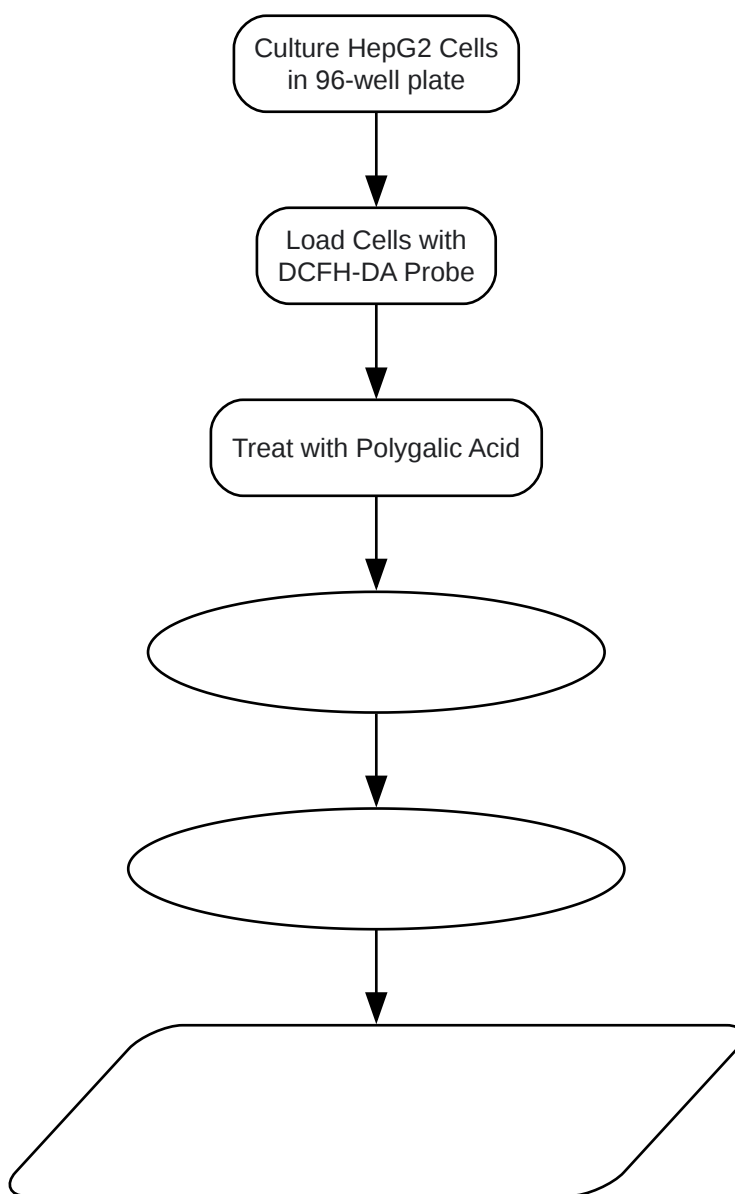 Culture HepG2 Cells
in 96-well plate
Load Cells with
DCFH-DA Probe
Treat with Polygalic Acid